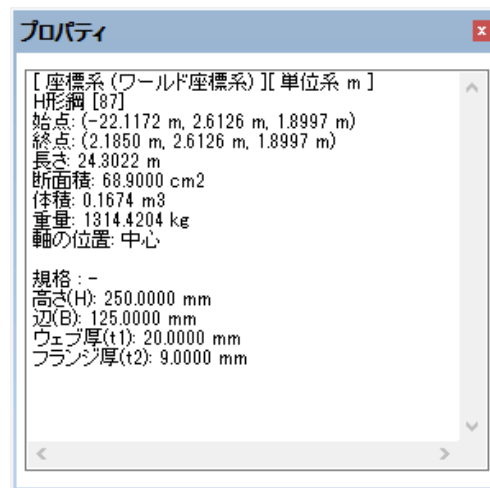 プロパティ
[ 座標系 (ワールド座標系) ][ 単位系 m ]
H形鋼 [87]
始点: (-22.1172 m, 2.6126 m, 1.8997 m)
終点: (2.1850 m, 2.6126 m, 1.8997 m)
長さ: 24.3022 m
断面積: 68.9000 cm2
体積: 0.1674 m3
重量: 1314.4204 kg
軸の位置: 中心
規格 : -
高さ(H): 250.0000 mm
辺(B): 125.0000 mm
ウェブ厚(t1): 20.0000 mm
フランジ厚(t2): 9.0000 mm